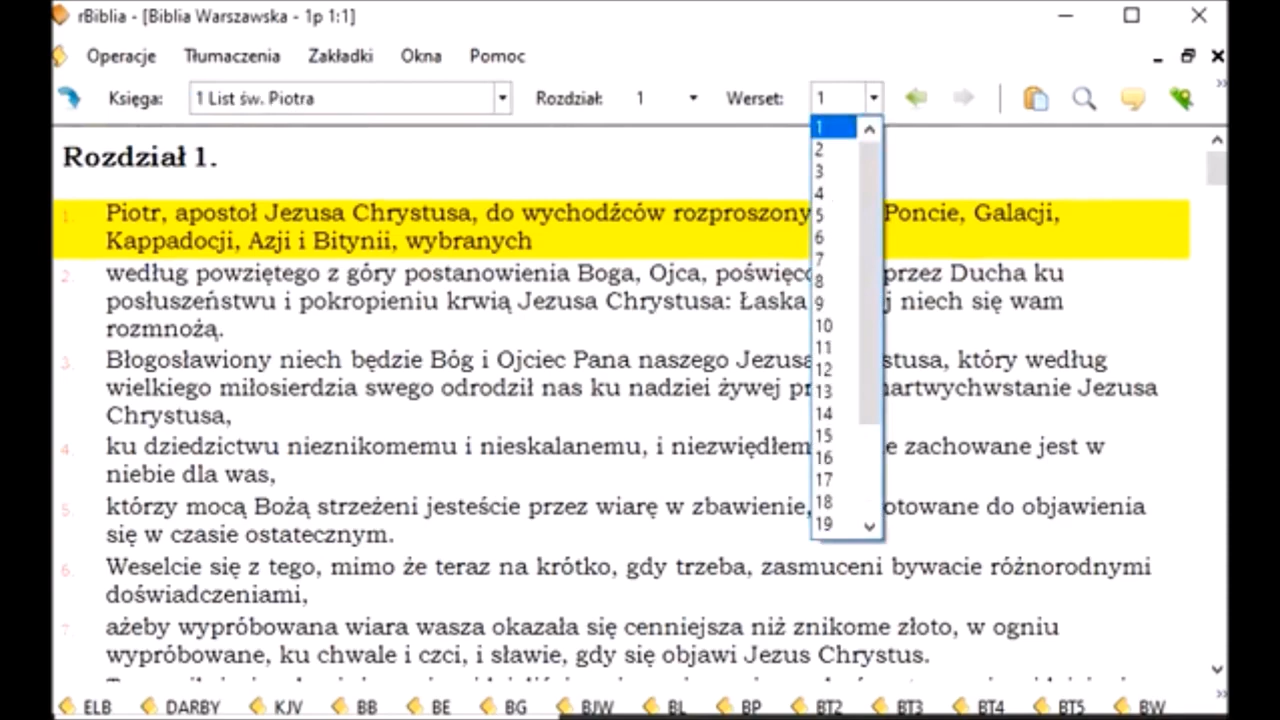 rBiblia - [Biblia Warszawska - 1p 1:1]
Operacje Tłumaczenia Zakładki Okna Pomoc
Księga: 1 List św. Piotra Rozdział: 1 Werset: 1
Rozdział 1.
1. Piotr, apostoł Jezusa Chrystusa, do wychodźców Poncie, Galacji,
Kappadocji, Azji i Bitynii, wybranych
2. według powziętego z góry postanowienia Boga, Ojca, przez Ducha ku
posłuszeństwu i pokropieniu krwią Jezusa Chrystusa: Łaska niech się wam
rozmnożą.
3. Błogosławiony niech będzie Bóg i Ojciec Pana naszego Jezusa który według
wielkiego miłosierdzia swego odrodził nas ku nadziei żywej Jezusa
Chrystusa,
4. ku dziedzictwu nieznikomemu i nieskalanemu, i zachowane jest w
niebie dla was,
5. którzy mocą Bożą strzeżeni jesteście przez wiarę w zbawienie, do objawienia
się w czasie ostatecznym.
6. Weselcie się z tego, mimo że teraz na krótko, gdy trzeba, zasmuceni bywacie różnorodnymi
doświadczeniami,
7. ażeby wypróbowana wiara wasza okazała się cenniejsza niż znikome złoto, w ogniu
wypróbowane, ku chwale i czci, i sławie, gdy się objawi Jezus Chrystus.
1
2
3
4
5
6
7
8
9
10
11
12
13
14
15
16
17
18
19
ELB DARBY KJV BB BE BG BJW BL BP BT2 BT3 BT4 BT5 BW